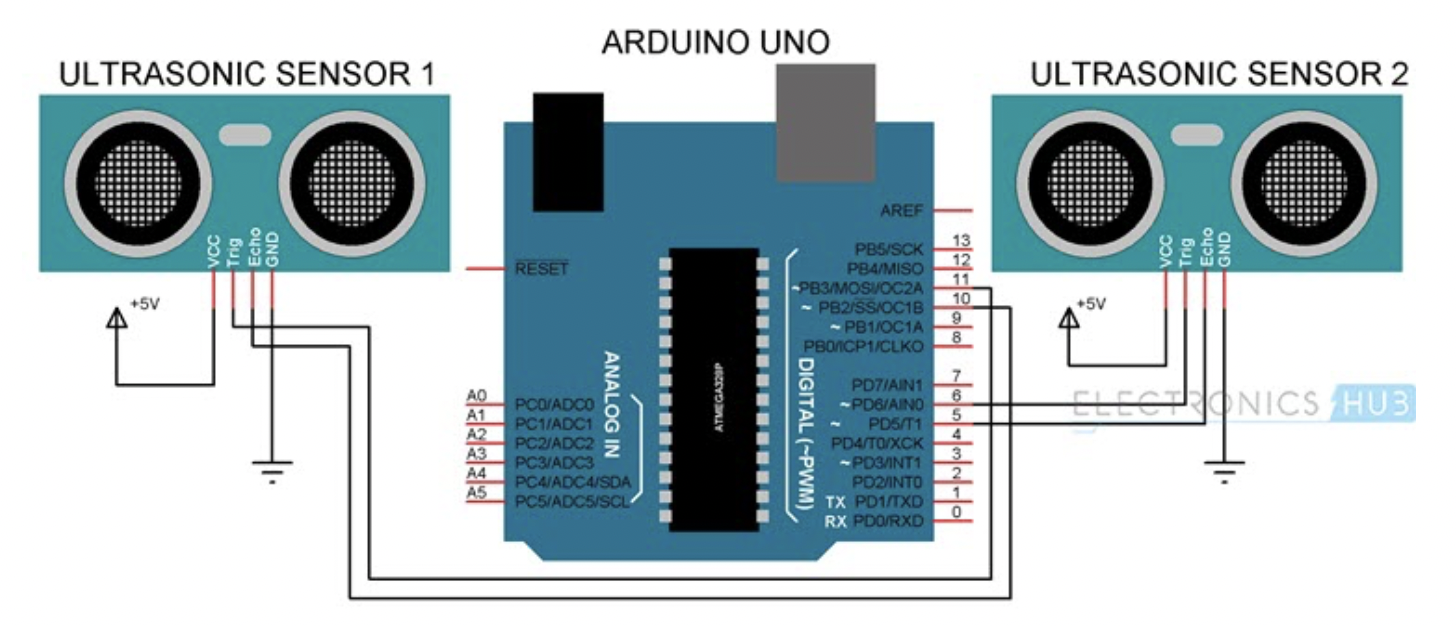 ARDUINO UNO
ULTRASONIC SENSOR 1
ULTRASONIC SENSOR 2
VCC
Trig
Echo
GND
+5V
RESET
A0 PC0/ADC0
A1 PC1/ADC1
A2 PC2/ADC2
A3 PC3/ADC3
A4 PC4/ADC4/SDA
A5 PC5/ADC5/SCL
ANALOG IN
ATMEGA328P
DIGITAL (~PWM)
AREF
PB5/SCK 13
PB4/MISO 12
~PB3/MOSI/OC2A 11
~ PB2/SS/OC1B 10
~ PB1/OC1A 9
PB0/ICP1/CLKO 8
PD7/AIN1 7
~PD6/AIN0 6
~ PD5/T1 5
PD4/T0/XCK 4
~PD3/INT1 3
PD2/INT0 2
TX PD1/TXD 1
RX PD0/RXD 0
VCC
Trig
Echo
GND
+5V
ELECTRONICS HUB